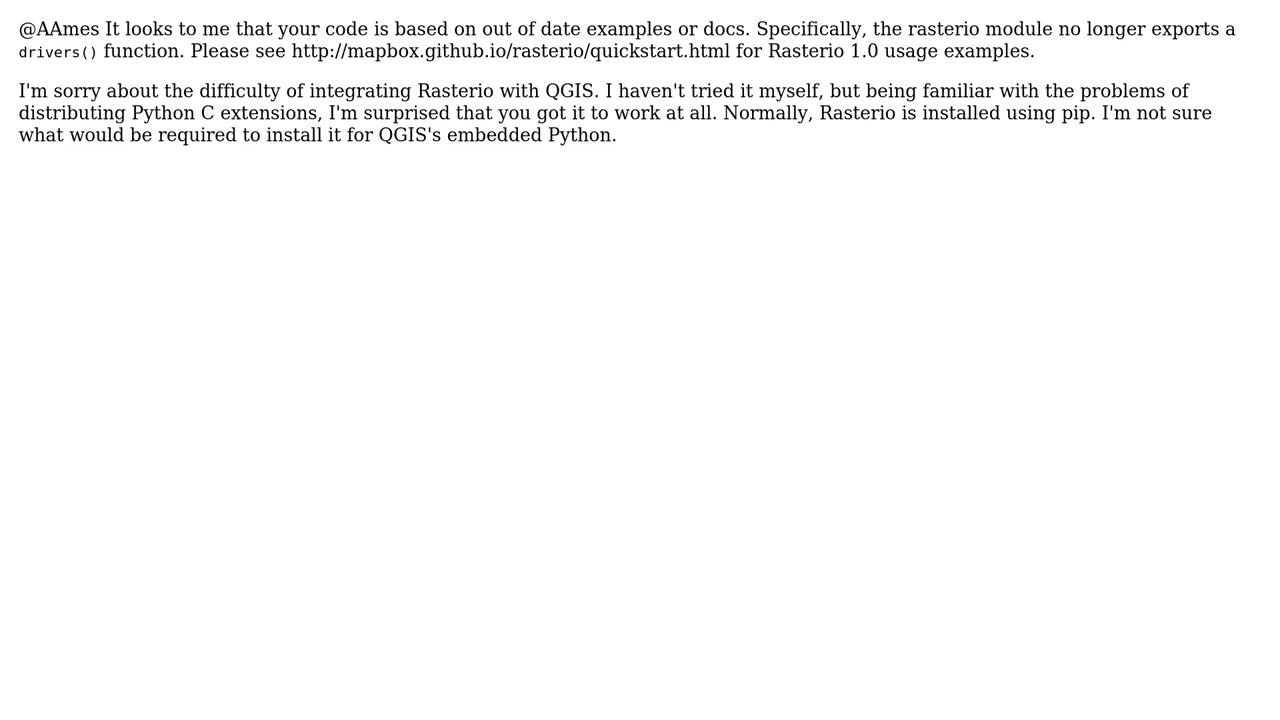 @AAmes It looks to me that your code is based on out of date examples or docs. Specifically, the rasterio module no longer exports a
drivers() function. Please see http://mapbox.github.io/rasterio/quickstart.html for Rasterio 1.0 usage examples.
I'm sorry about the difficulty of integrating Rasterio with QGIS. I haven't tried it myself, but being familiar with the problems of
distributing Python C extensions, I'm surprised that you got it to work at all. Normally, Rasterio is installed using pip. I'm not sure
what would be required to install it for QGIS's embedded Python.